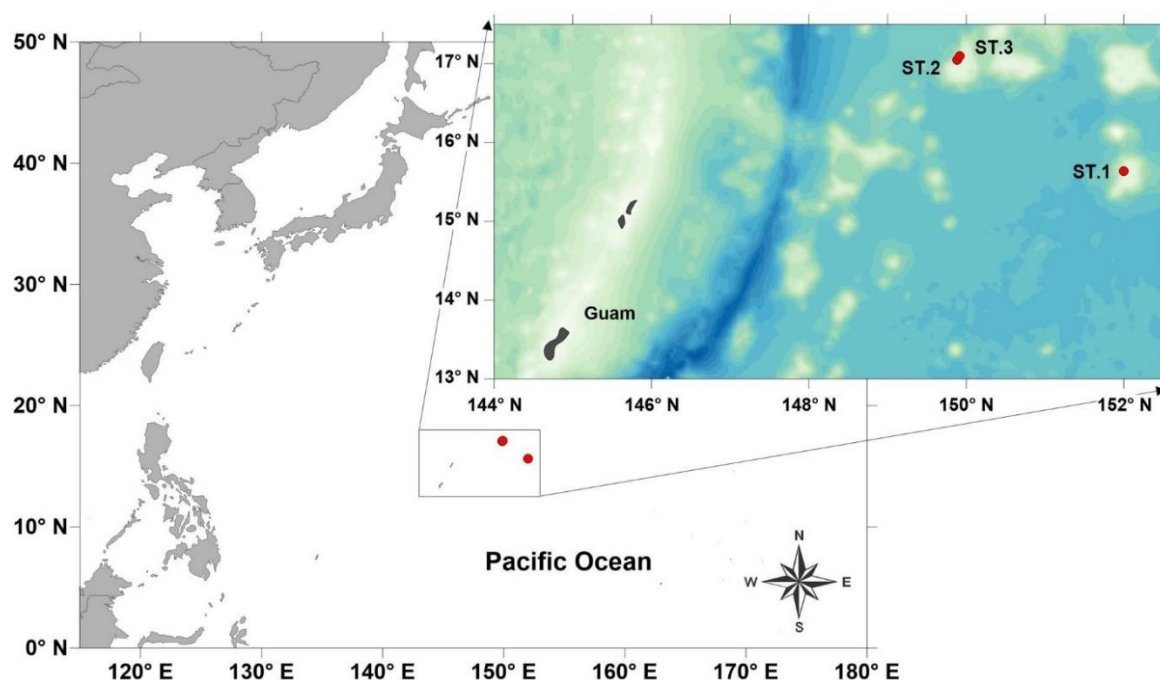 50° N
40° N
30° N
20° N
10° N
0° N
120° E
130° E
140° E
150° E
160° E
170° E
180° E
17° N
16° N
15° N
14° N
13° N
144° N
146° N
148° N
150° N
152° N
ST.3
ST.2
ST.1
Guam
Pacific Ocean
N
W
E
S